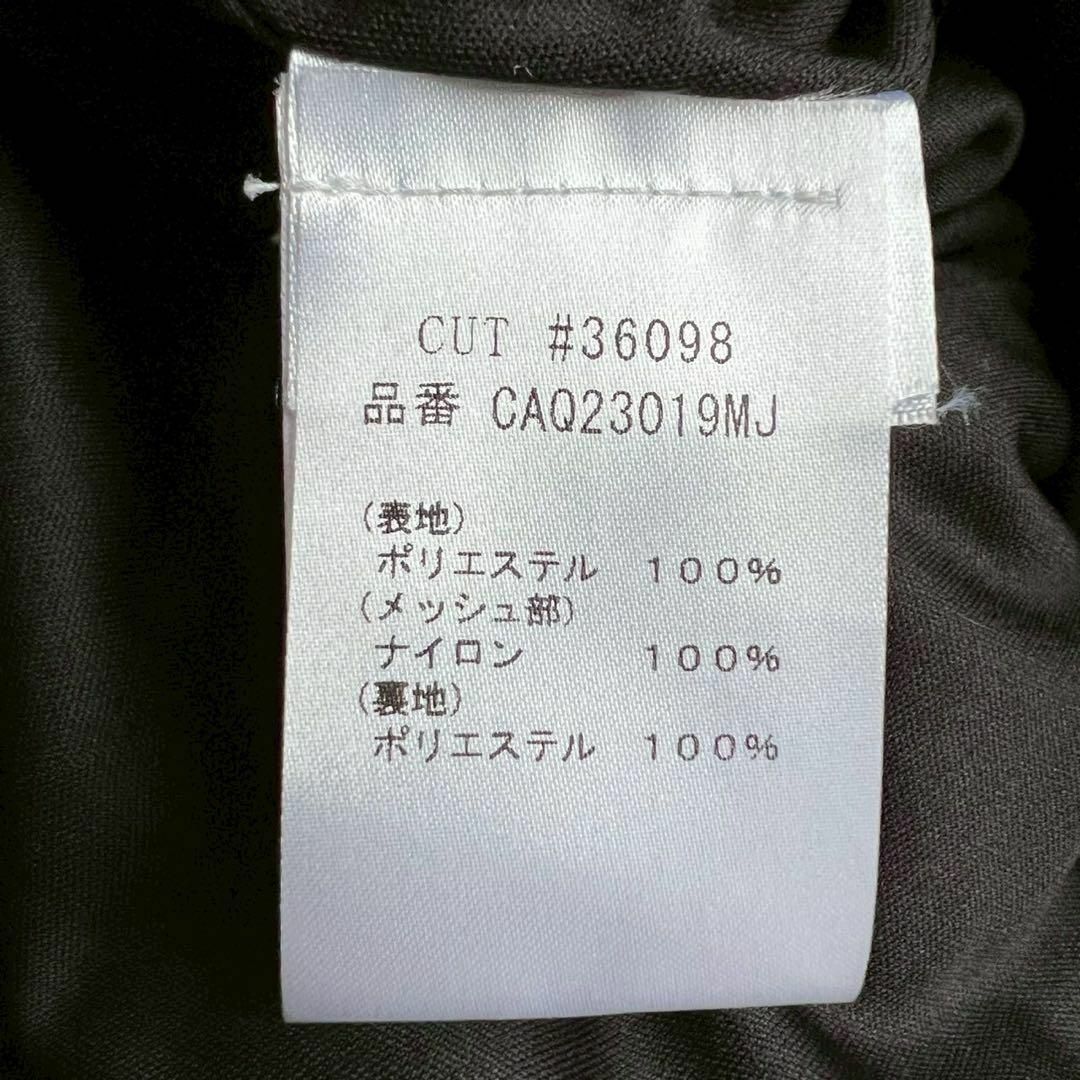 CUT #36098
品番 CAQ23019MJ
(表地)
ポリエステル 100%
(メッシュ部)
ナイロン 100%
(裏地)
ポリエステル 100%